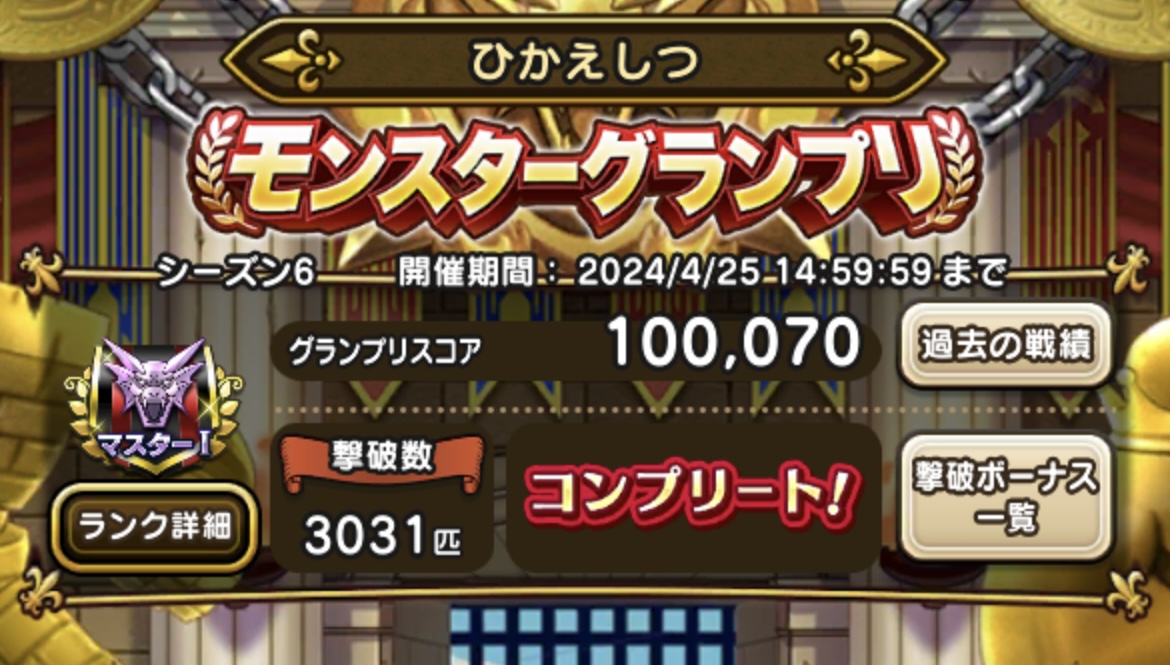 ひかえしつ
モンスターグランプリ
シーズン6 開催期間： 2024/4/25 14:59:59 まで
グランプリスコア 100,070
過去の戦績
マスターI
ランク詳細
撃破数
3031匹
コンプリート!
撃破ボーナス
一覧